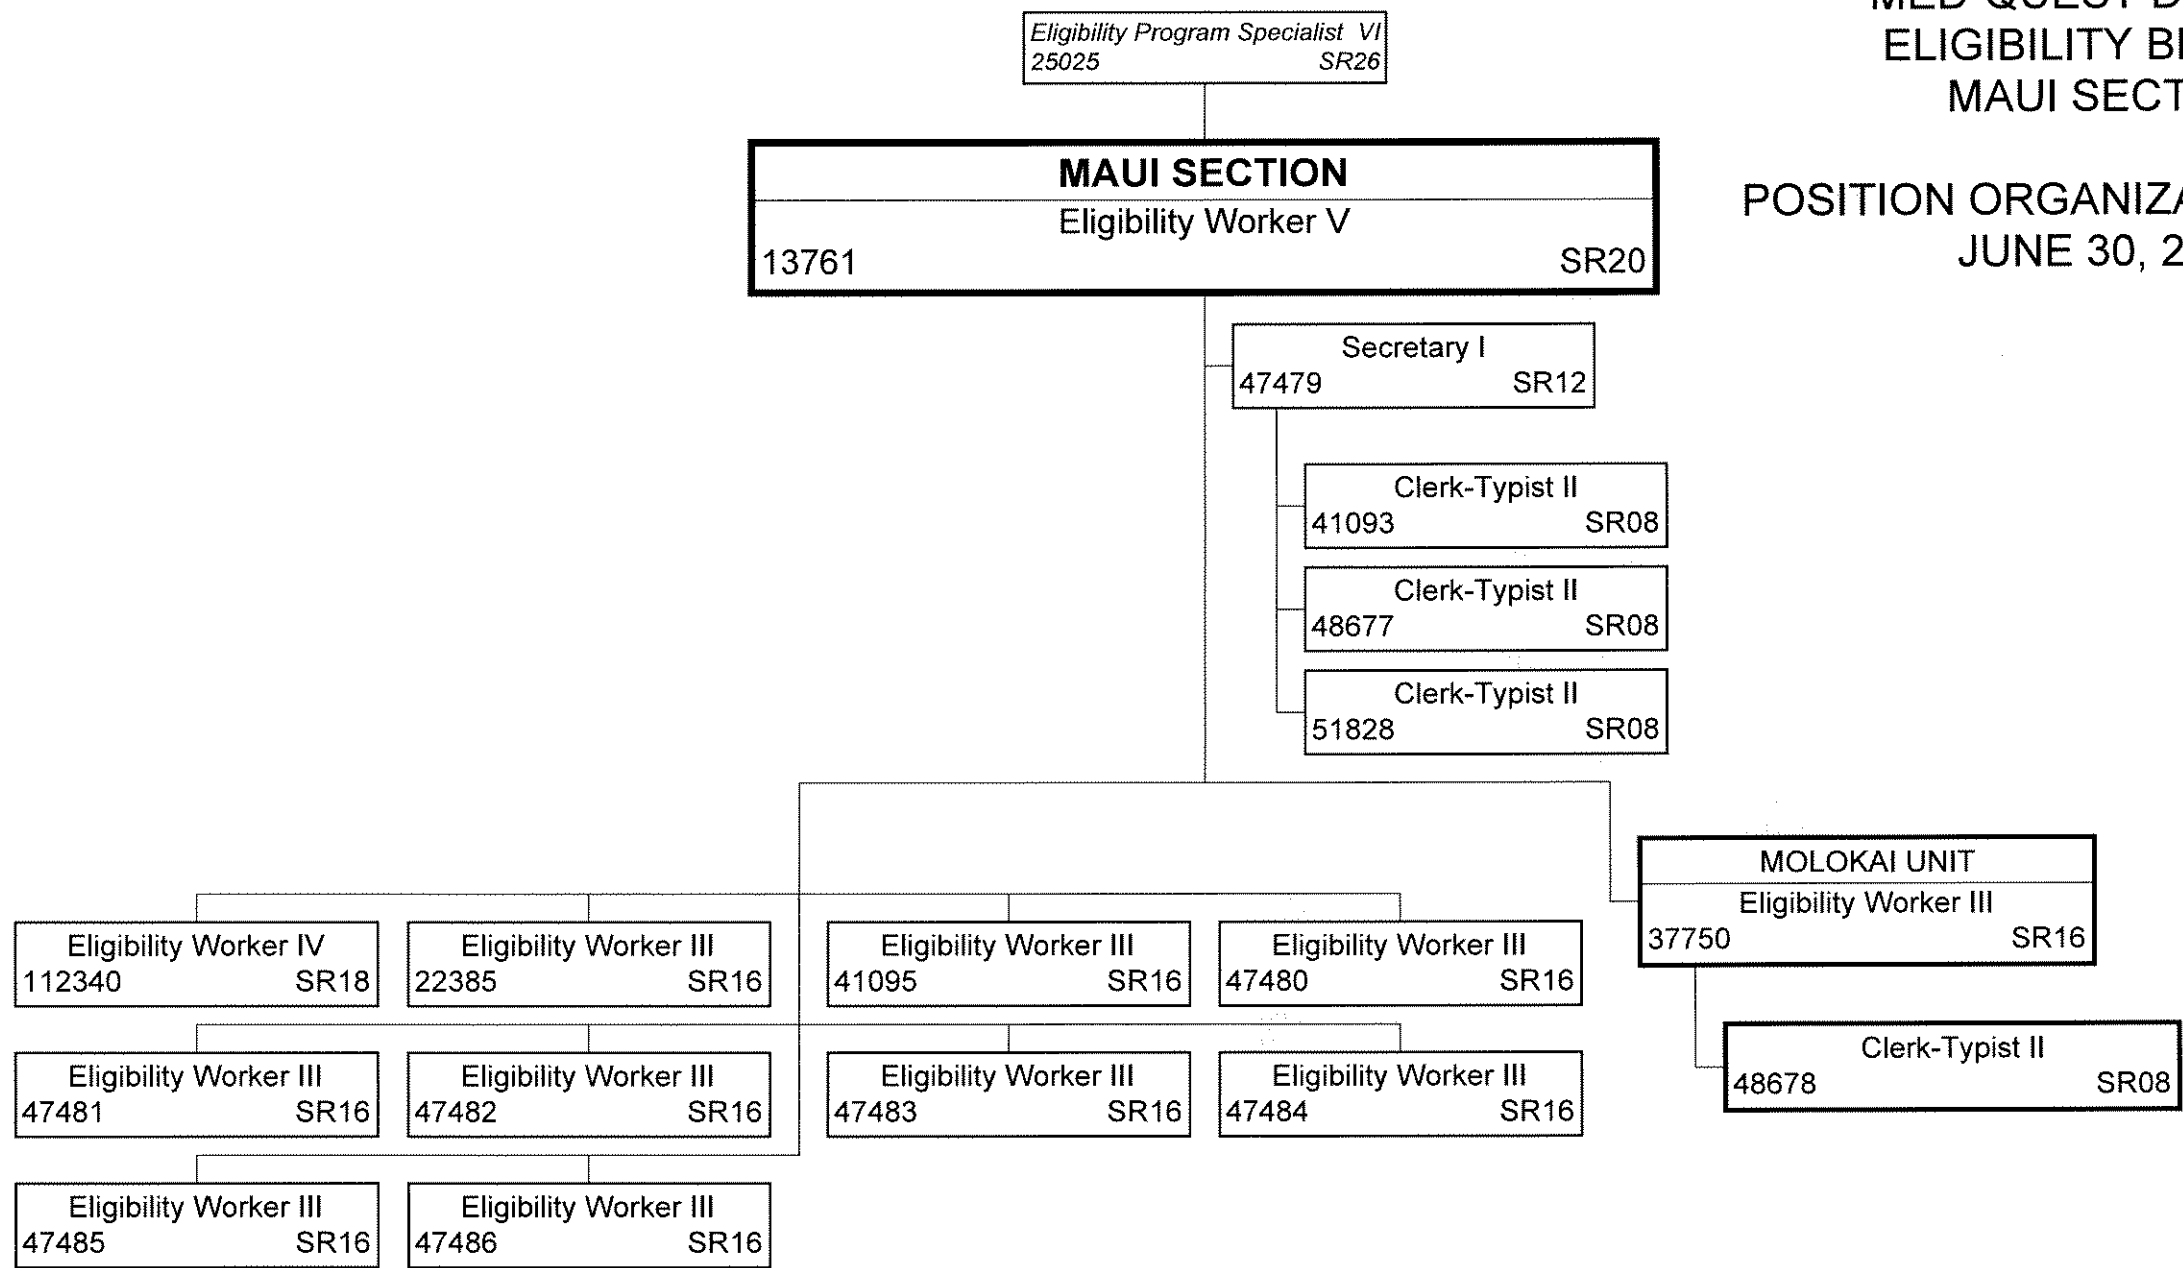 MED-QUEST
ELIGIBILITY
MAUI
POSITION
JUNE 30,
Eligibility Program Specialist VI
25025 SR26
MAUI SECTION
Eligibility Worker V
13761 SR20
Secretary I
47479 SR12
Clerk-Typist II
41093 SR08
Clerk-Typist II
48677 SR08
Clerk-Typist II
51828 SR08
MOLOKAI UNIT
Eligibility Worker III
37750 SR16
Clerk-Typist II
48678 SR08
Eligibility Worker IV
112340 SR18
Eligibility Worker III
22385 SR16
Eligibility Worker III
41095 SR16
Eligibility Worker III
47480 SR16
Eligibility Worker III
47481 SR16
Eligibility Worker III
47482 SR16
Eligibility Worker III
47483 SR16
Eligibility Worker III
47484 SR16
Eligibility Worker III
47485 SR16
Eligibility Worker III
47486 SR16